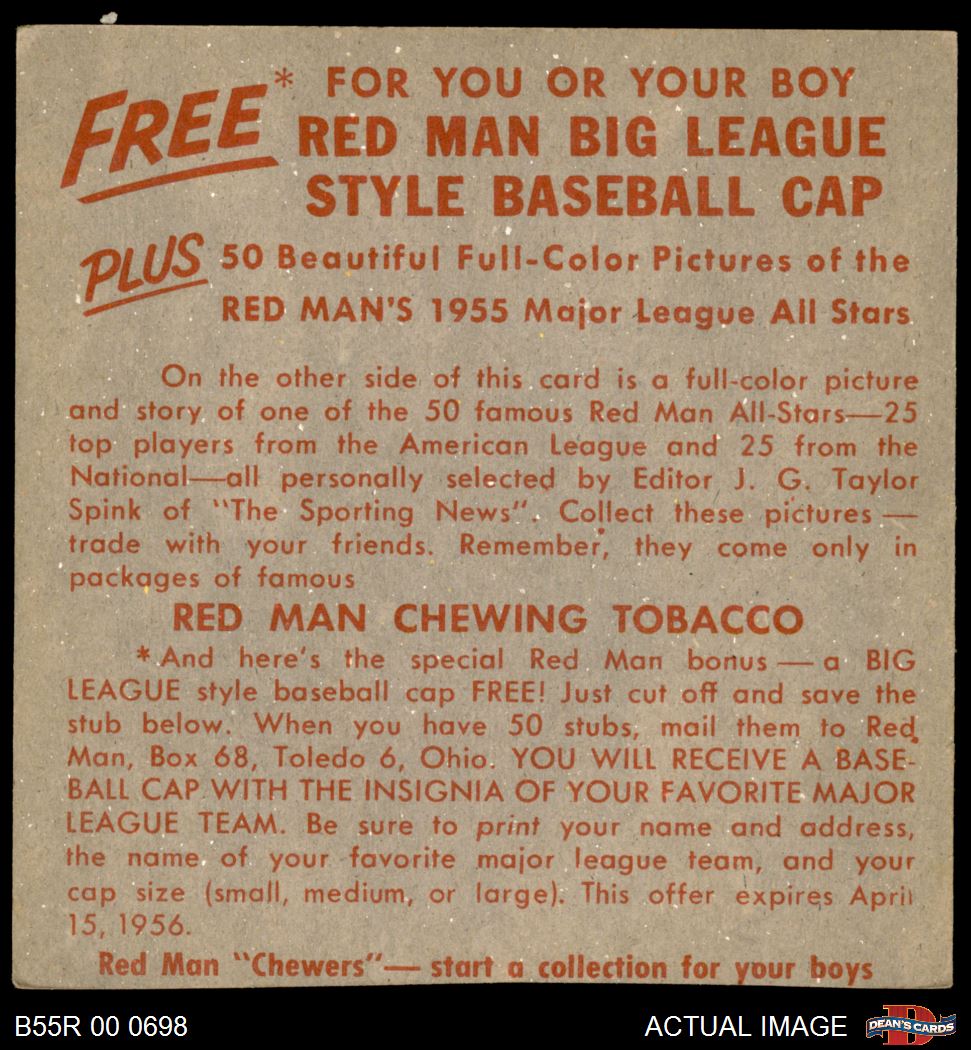 FREE* FOR YOU OR YOUR BOY
RED MAN BIG LEAGUE
STYLE BASEBALL CAP
PLUS 50 Beautiful Full-Color Pictures of the
RED MAN'S 1955 Major League All Stars
On the other side of this card is a full-color picture
and story of one of the 50 famous Red Man All-Stars—25
top players from the American League and 25 from the
National—all personally selected by Editor J. G. Taylor
Spink of "The Sporting News". Collect these pictures —
trade with your friends. Remember, they come only in
packages of famous
RED MAN CHEWING TOBACCO
*And here's the special Red Man bonus — a BIG
LEAGUE style baseball cap FREE! Just cut off and save the
stub below. When you have 50 stubs, mail them to Red
Man, Box 68, Toledo 6, Ohio. YOU WILL RECEIVE A BASE-
BALL CAP WITH THE INSIGNIA OF YOUR FAVORITE MAJOR
LEAGUE TEAM. Be sure to print your name and address,
the name of your favorite major league team, and your
cap size (small, medium, or large). This offer expires April
15, 1956.
Red Man "Chewers"— start a collection for your boys
B55R 00 0698
ACTUAL IMAGE
D
DEAN'S CARDS